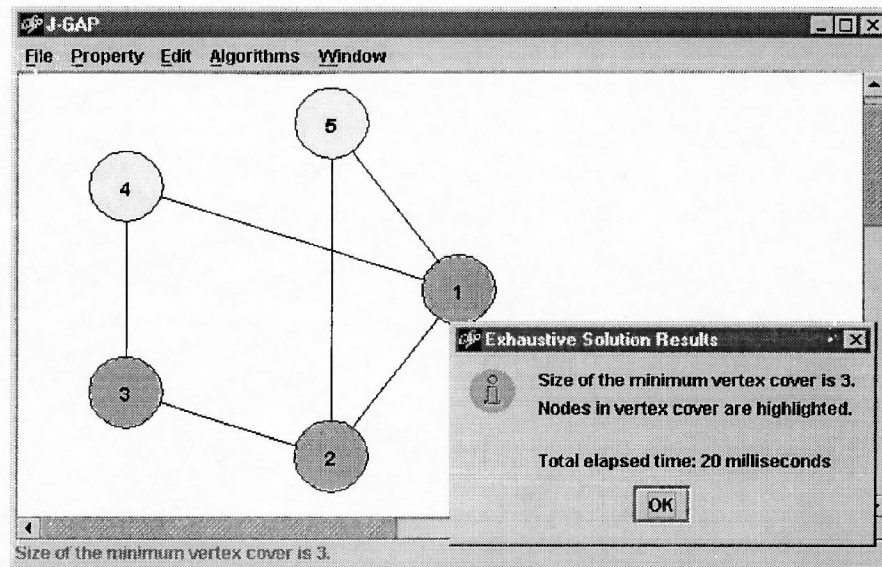 J-GAP
File Property Edit Algorithms Window
5
4
1
3
2
Exhaustive Solution Results
Size of the minimum vertex cover is 3.
Nodes in vertex cover are highlighted.
Total elapsed time: 20 milliseconds
OK
Size of the minimum vertex cover is 3.